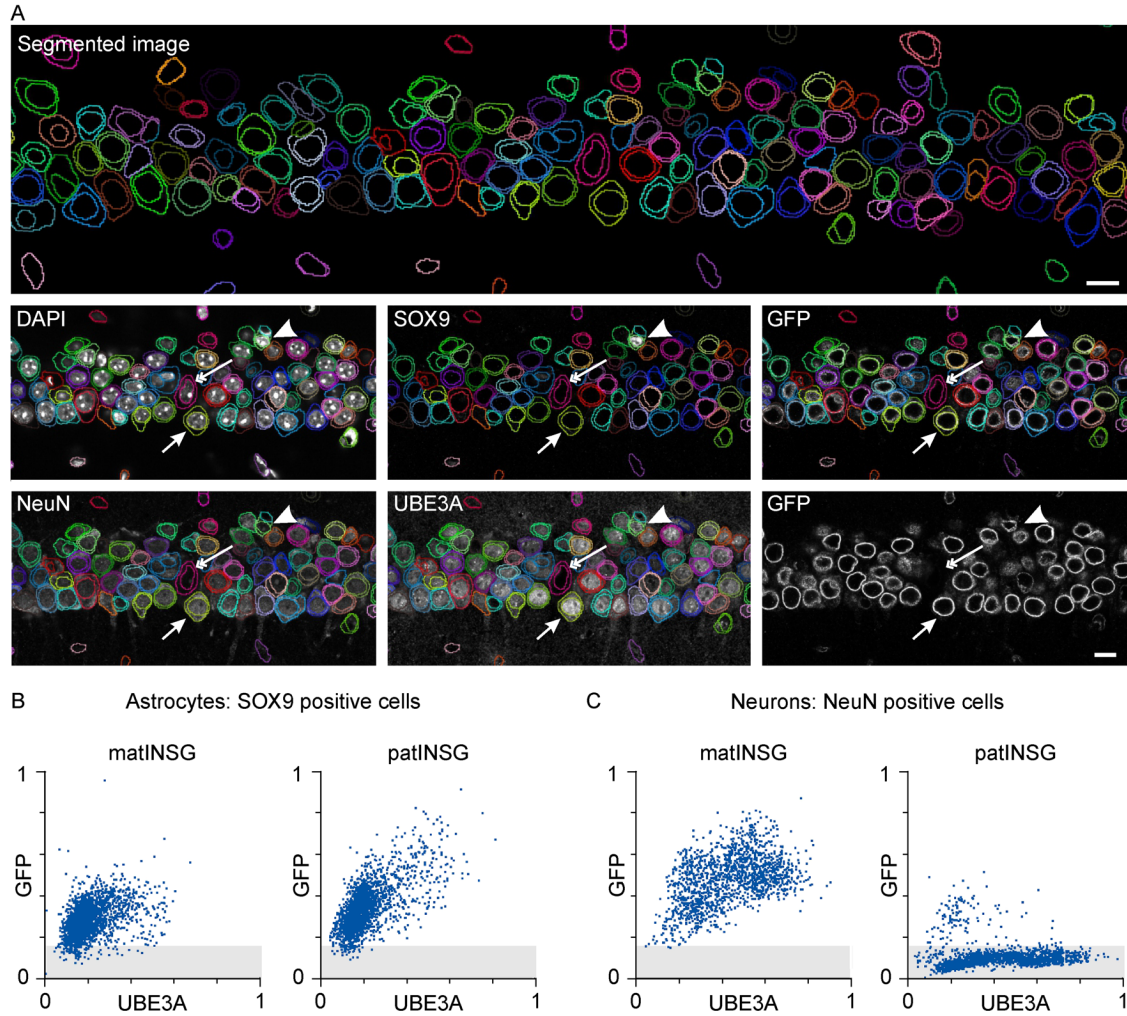 A
Segmented image
DAPI
SOX9
GFP
NeuN
UBE3A
GFP
B Astrocytes: SOX9 positive cells
C Neurons: NeuN positive cells
matINSG
patINSG
matINSG
patINSG
1
1
1
1
GFP
GFP
GFP
GFP
0
0
0
0
0 1
0 1
0 1
0 1
UBE3A
UBE3A
UBE3A
UBE3A